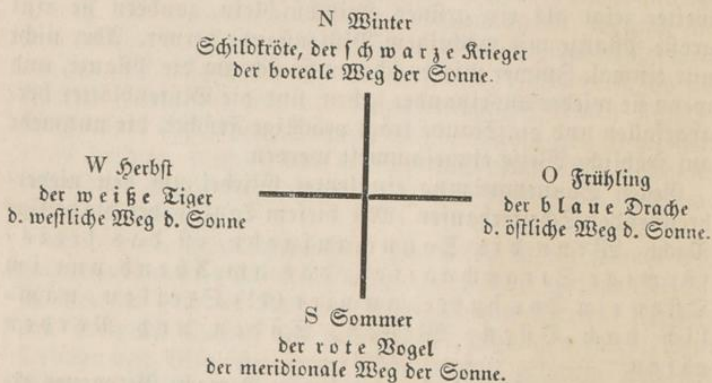 N Winter
Schildkröte, der schwarze Krieger
der boreale Weg der Sonne.
W Herbst
der weiße Tiger
d. westliche Weg d. Sonne
O Frühling
der blaue Drache
d. östliche Weg d. Sonne.
S Sommer
der rote Vogel
der meridionale Weg der Sonne.